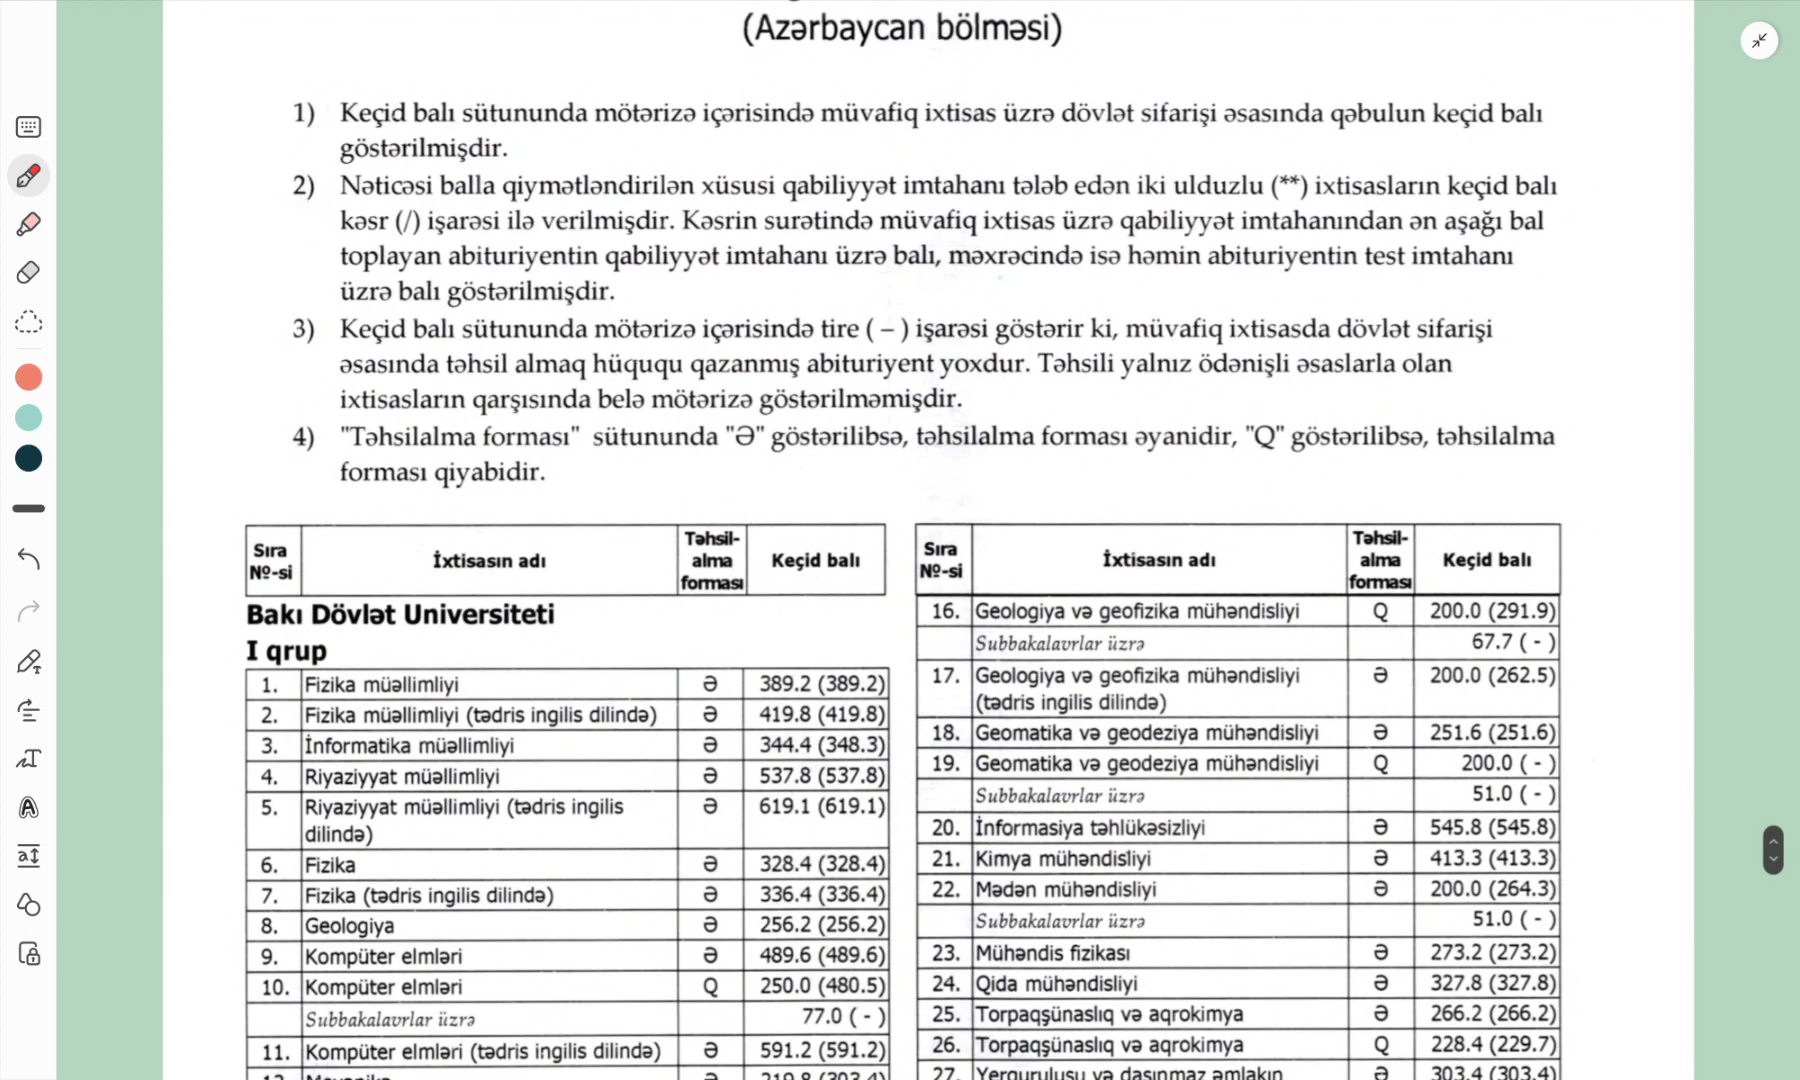 (Azərbaycan bölməsi)
1) Keçid balı sütununda mötərizə içərisində müvafiq ixtisas üzrə dövlət sifarişi əsasında qəbulun keçid balı
göstərilmişdir.
2) Nəticəsi balla qiymətləndirilən xüsusi qabiliyyət imtahanı tələb edən iki ulduzlu (**) ixtisasların keçid balı
kəsr (/) işarəsi ilə verilmişdir. Kəsrin surətində müvafiq ixtisas üzrə qabiliyyət imtahanından ən aşağı bal
toplayan abituriyentin qabiliyyət imtahanı üzrə balı, məxrəcində isə həmin abituriyentin test imtahanı
üzrə balı göstərilmişdir.
3) Keçid balı sütununda mötərizə içərisində tire ( – ) işarəsi göstərir ki, müvafiq ixtisasda dövlət sifarişi
əsasında təhsil almaq hüququ qazanmış abituriyent yoxdur. Təhsili yalnız ödənişli əsaslarla olan
ixtisasların qarşısında belə mötərizə göstərilməmişdir.
4) "Təhsilalma forması" sütununda "Ə" göstərilibsə, təhsilalma forması əyanidir, "Q" göstərilibsə, təhsilalma
forması qiyabidir.
Sıra №-si İxtisasın adı Təhsil-alma forması Keçid balı
Bakı Dövlət Universiteti
I qrup
1. Fizika müəllimliyi Ə 389.2 (389.2)
2. Fizika müəllimliyi (tədris ingilis dilində) Ə 419.8 (419.8)
3. İnformatika müəllimliyi Ə 344.4 (348.3)
4. Riyaziyyat müəllimliyi Ə 537.8 (537.8)
5. Riyaziyyat müəllimliyi (tədris ingilis Ə 619.1 (619.1)
dilində)
6. Fizika Ə 328.4 (328.4)
7. Fizika (tədris ingilis dilində) Ə 336.4 (336.4)
8. Geologiya Ə 256.2 (256.2)
9. Kompüter elmləri Ə 489.6 (489.6)
10. Kompüter elmləri Q 250.0 (480.5)
Subbakalavrlar üzrə 77.0 ( - )
11. Kompüter elmləri (tədris ingilis dilində) Ə 591.2 (591.2)
12. Mexanika Ə 219.8 (303.4)
Sıra №-si İxtisasın adı Təhsil-alma forması Keçid balı
16. Geologiya və geofizika mühəndisliyi Q 200.0 (291.9)
Subbakalavrlar üzrə 67.7 ( - )
17. Geologiya və geofizika mühəndisliyi Ə 200.0 (262.5)
(tədris ingilis dilində)
18. Geomatika və geodeziya mühəndisliyi Ə 251.6 (251.6)
19. Geomatika və geodeziya mühəndisliyi Q 200.0 ( - )
Subbakalavrlar üzrə 51.0 ( - )
20. İnformasiya təhlükəsizliyi Ə 545.8 (545.8)
21. Kimya mühəndisliyi Ə 413.3 (413.3)
22. Mədən mühəndisliyi Ə 200.0 (264.3)
Subbakalavrlar üzrə 51.0 ( - )
23. Mühəndis fizikası Ə 273.2 (273.2)
24. Qida mühəndisliyi Ə 327.8 (327.8)
25. Torpaqşünaslıq və aqrokimya Ə 266.2 (266.2)
26. Torpaqşünaslıq və aqrokimya Q 228.4 (229.7)
27. Yerquruluşu və daşınmaz əmlakın Ə 303.4 (303.4)